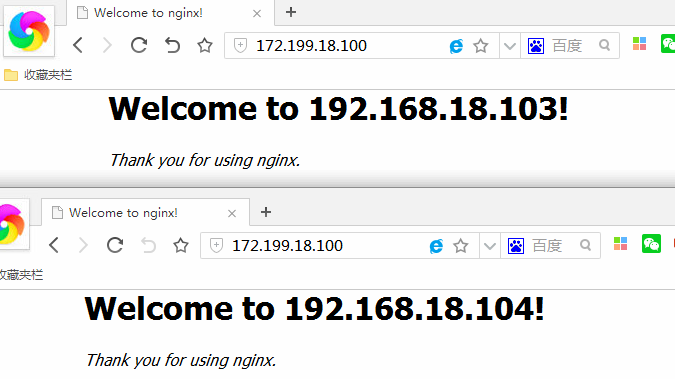 Welcome to nginx!
172.199.18.100
百度
收藏夹栏
Welcome to 192.168.18.103!
Thank you for using nginx.
Welcome to nginx!
172.199.18.100
百度
收藏夹栏
Welcome to 192.168.18.104!
Thank you for using nginx.